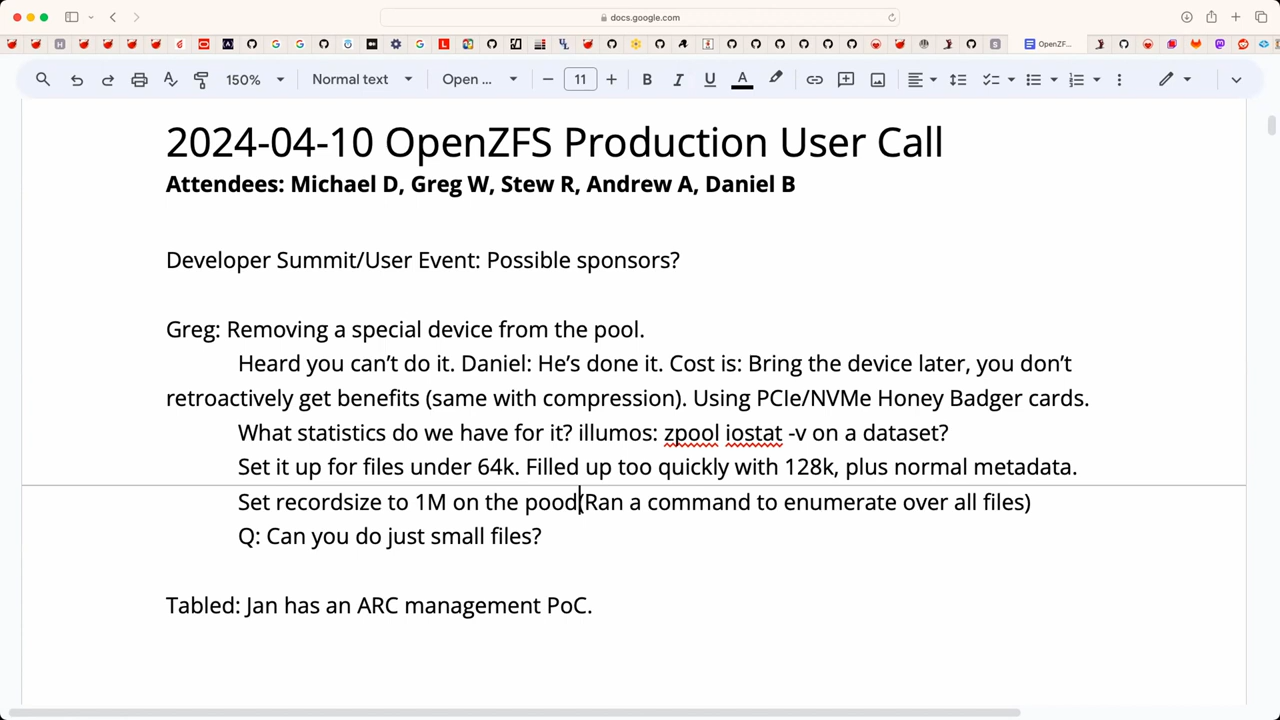 docs.google.com
OpenZF...
150%
Normal text
Open ...
11
2024-04-10 OpenZFS Production User Call
Attendees: Michael D, Greg W, Stew R, Andrew A, Daniel B
Developer Summit/User Event: Possible sponsors?
Greg: Removing a special device from the pool.
Heard you can’t do it. Daniel: He’s done it. Cost is: Bring the device later, you don’t
retroactively get benefits (same with compression). Using PCIe/NVMe Honey Badger cards.
What statistics do we have for it? illumos: zpool iostat -v on a dataset?
Set it up for files under 64k. Filled up too quickly with 128k, plus normal metadata.
Set recordsize to 1M on the pood(Ran a command to enumerate over all files)
Q: Can you do just small files?
Tabled: Jan has an ARC management PoC.